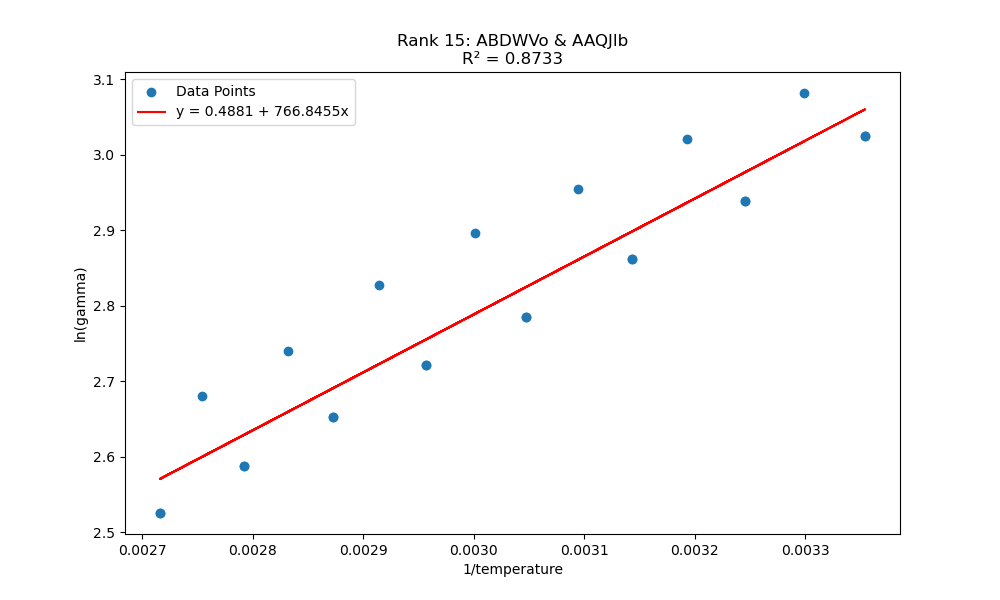 Rank 15: ABDWVo & AAQJlb
R² = 0.8733
Data Points
y = 0.4881 + 766.8455x
ln(gamma)
3.1
3.0
2.9
2.8
2.7
2.6
2.5
0.0027 0.0028 0.0029 0.0030 0.0031 0.0032 0.0033
1/temperature